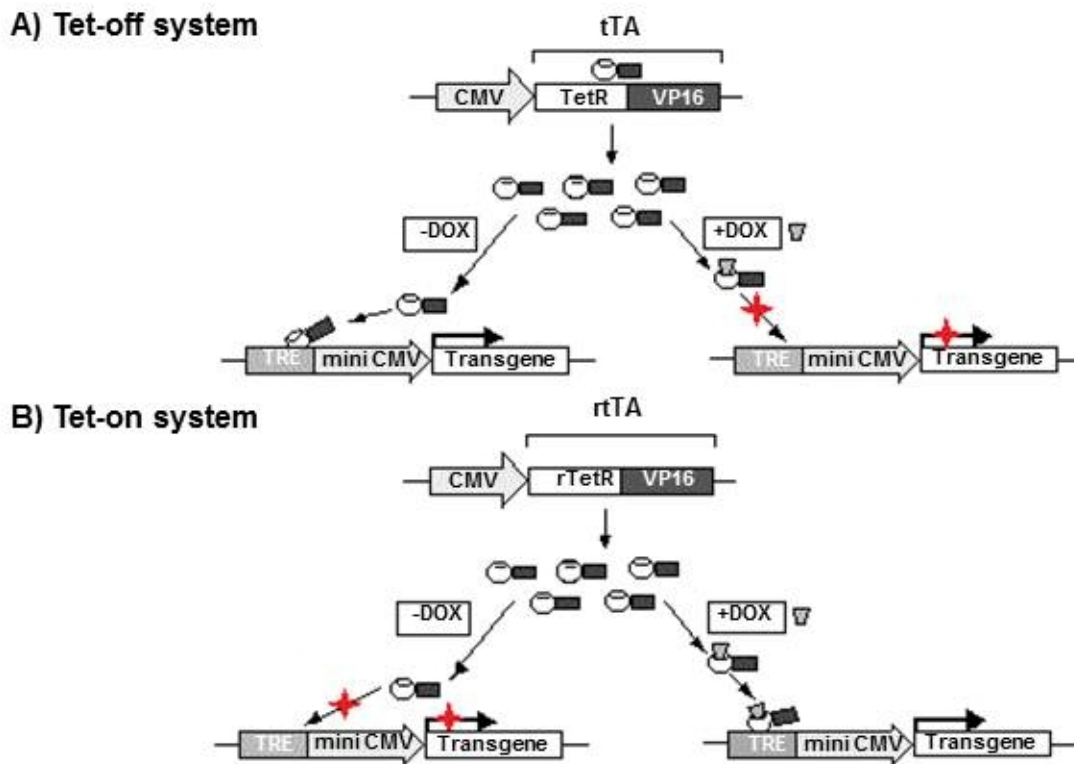 A) Tet-off system
tTA
CMV TetR VP16
-DOX +DOX
TRE mini CMV Transgene TRE mini CMV Transgene
B) Tet-on system
rtTA
CMV rTetR VP16
-DOX +DOX
TRE mini CMV Transgene TRE mini CMV Transgene